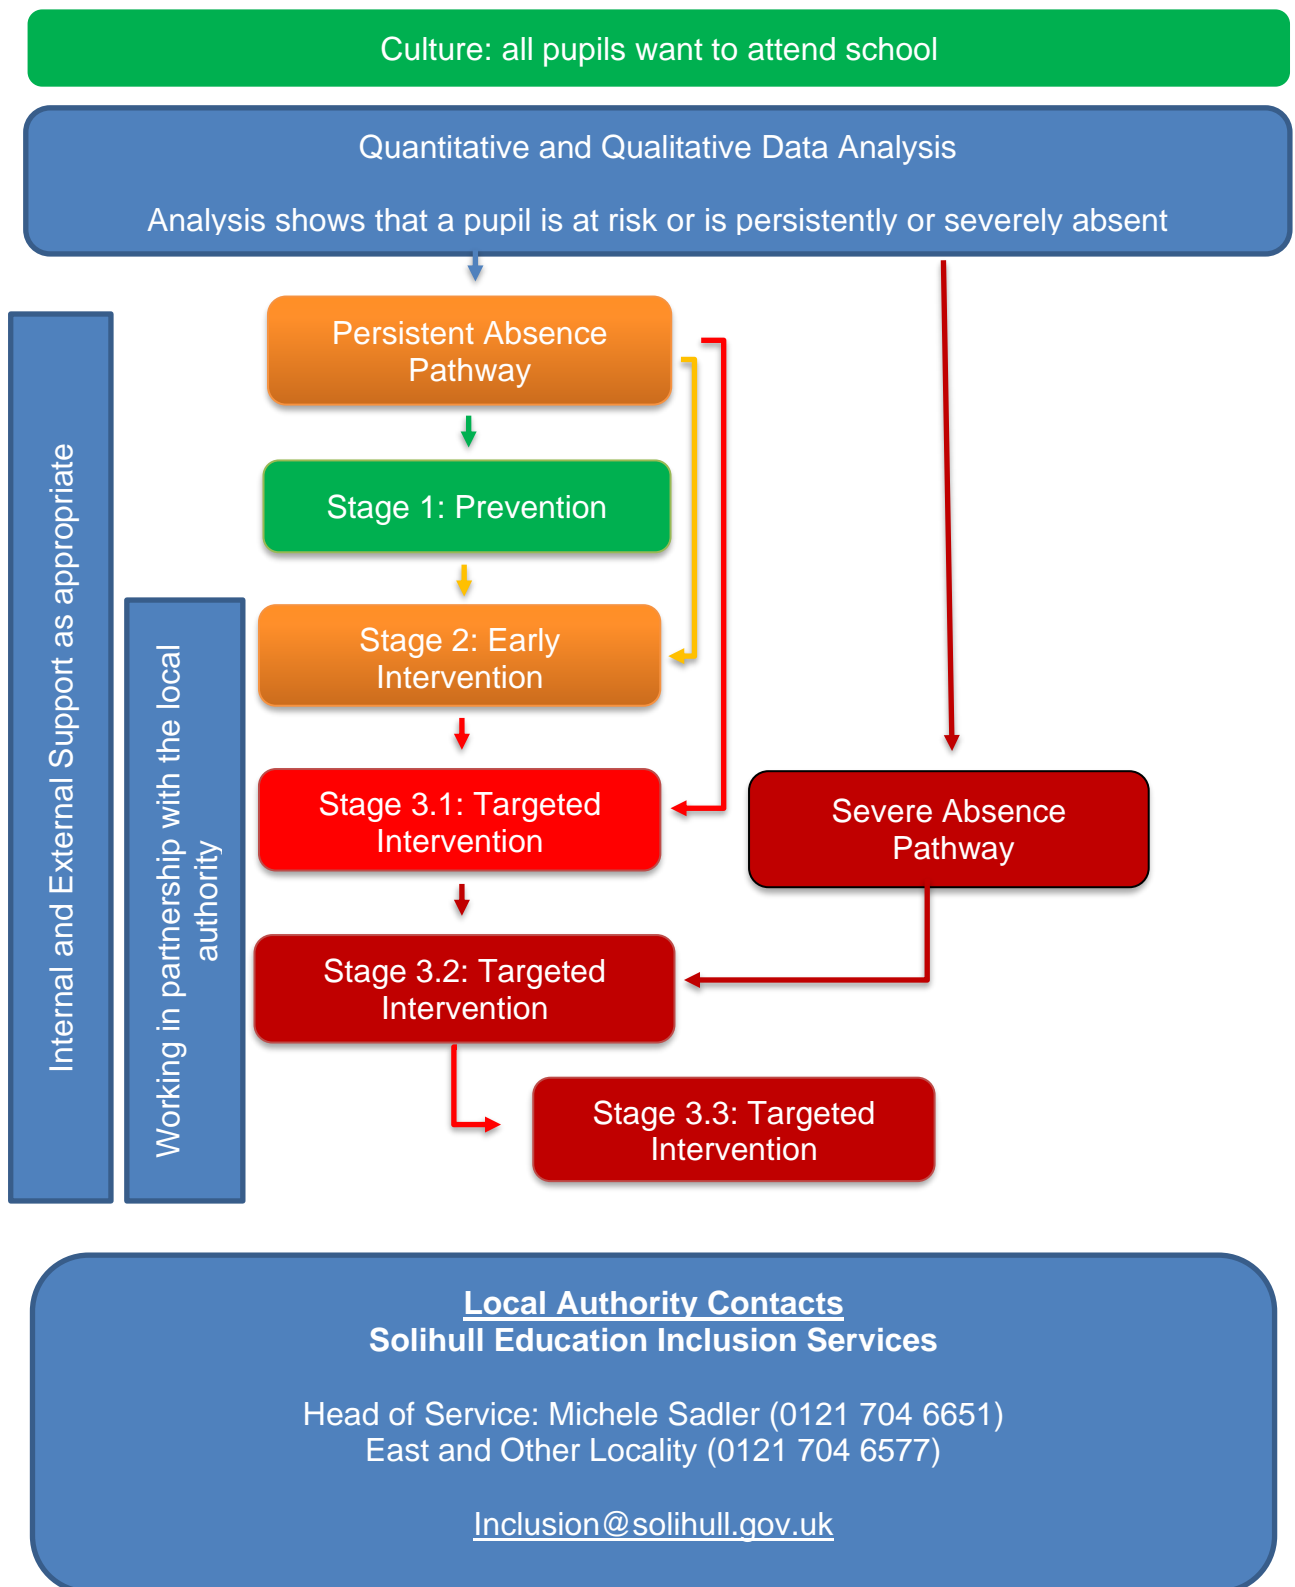 Culture: all pupils want to attend school
Quantitative and Qualitative Data Analysis
Analysis shows that a pupil is at risk or is persistently or severely absent
Persistent Absence
Pathway
Stage 1: Prevention
Stage 2: Early
Intervention
Stage 3.1: Targeted
Intervention
Severe Absence
Pathway
Stage 3.2: Targeted
Intervention
Stage 3.3: Targeted
Intervention
Internal and External Support as appropriate
Working in partnership with the local
authority
Local Authority Contacts
Solihull Education Inclusion Services
Head of Service: Michele Sadler (0121 704 6651)
East and Other Locality (0121 704 6577)
Inclusion@solihull.gov.uk